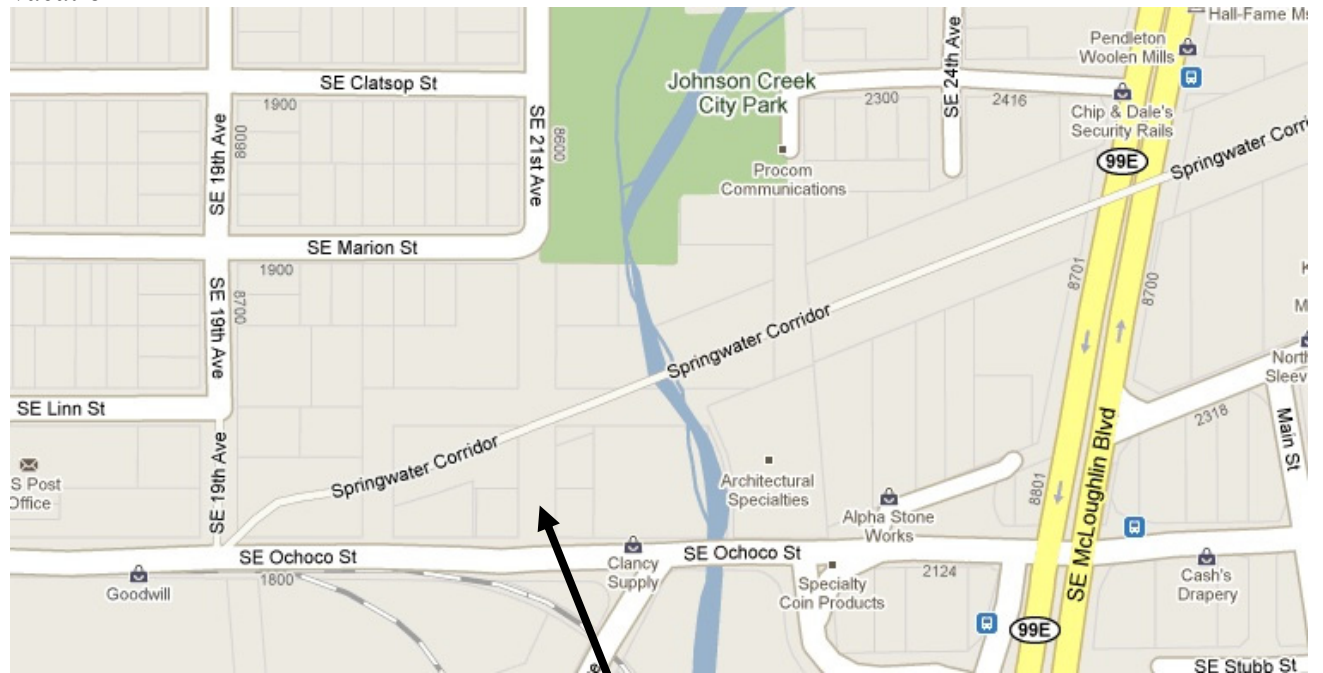 Hall-Fame
Pendleton
Woolen Mills
SE Clatsop St
1900
Johnson Creek
City Park
SE 24th Ave
2300
2416
Chip & Dale's
Security Rails
SE 19th Ave
8600
SE 21st Ave
8600
99E
Springwater
Procom
Communications
SE Marion St
1900
8701
8700
SE 19th Ave
8700
Springwater Corridor
North
Sleev
SE Linn St
2318
Main St
SE 19th Ave
S Post
Office
Springwater Corridor
Architectural
Specialties
8801
SE McLoughlin Blvd
Alpha Stone
Works
SE Ochoco St
1800
Clancy
Supply
SE Ochoco St
Goodwill
Specialty
Coin Products
2124
Cash's
Drapery
99E
SE Stubb St